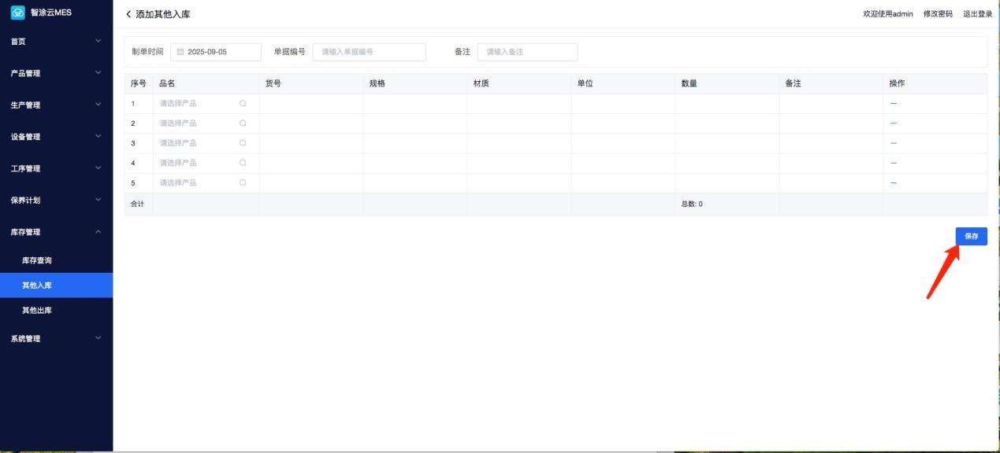 智涂云MES
添加其他入库
欢迎使用admin 修改密码 退出登录
首页
产品管理
生产管理
设备管理
工序管理
保养计划
库存管理
库存查询
其他入库
其他出库
系统管理
制单时间 2025-09-05 单据编号 请输入单据编号 备注 请输入备注
序号 品名 货号 规格 材质 单位 数量 备注 操作
1 请选择产品
2 请选择产品
3 请选择产品
4 请选择产品
5 请选择产品
合计 总数: 0
保存